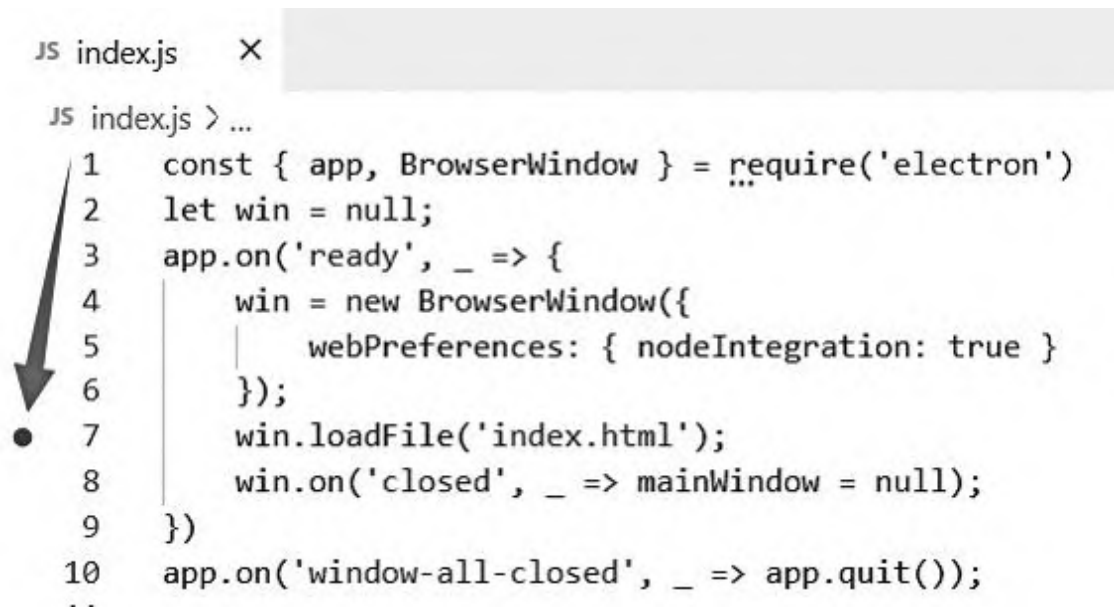 JS index.js ×
JS index.js > ...
1 const { app, BrowserWindow } = require('electron')
2 let win = null;
3 app.on('ready', _ => {
4 win = new BrowserWindow({
5 webPreferences: { nodeIntegration: true }
6 });
7 win.loadFile('index.html');
8 win.on('closed', _ => mainWindow = null);
9 })
10 app.on('window-all-closed', _ => app.quit());